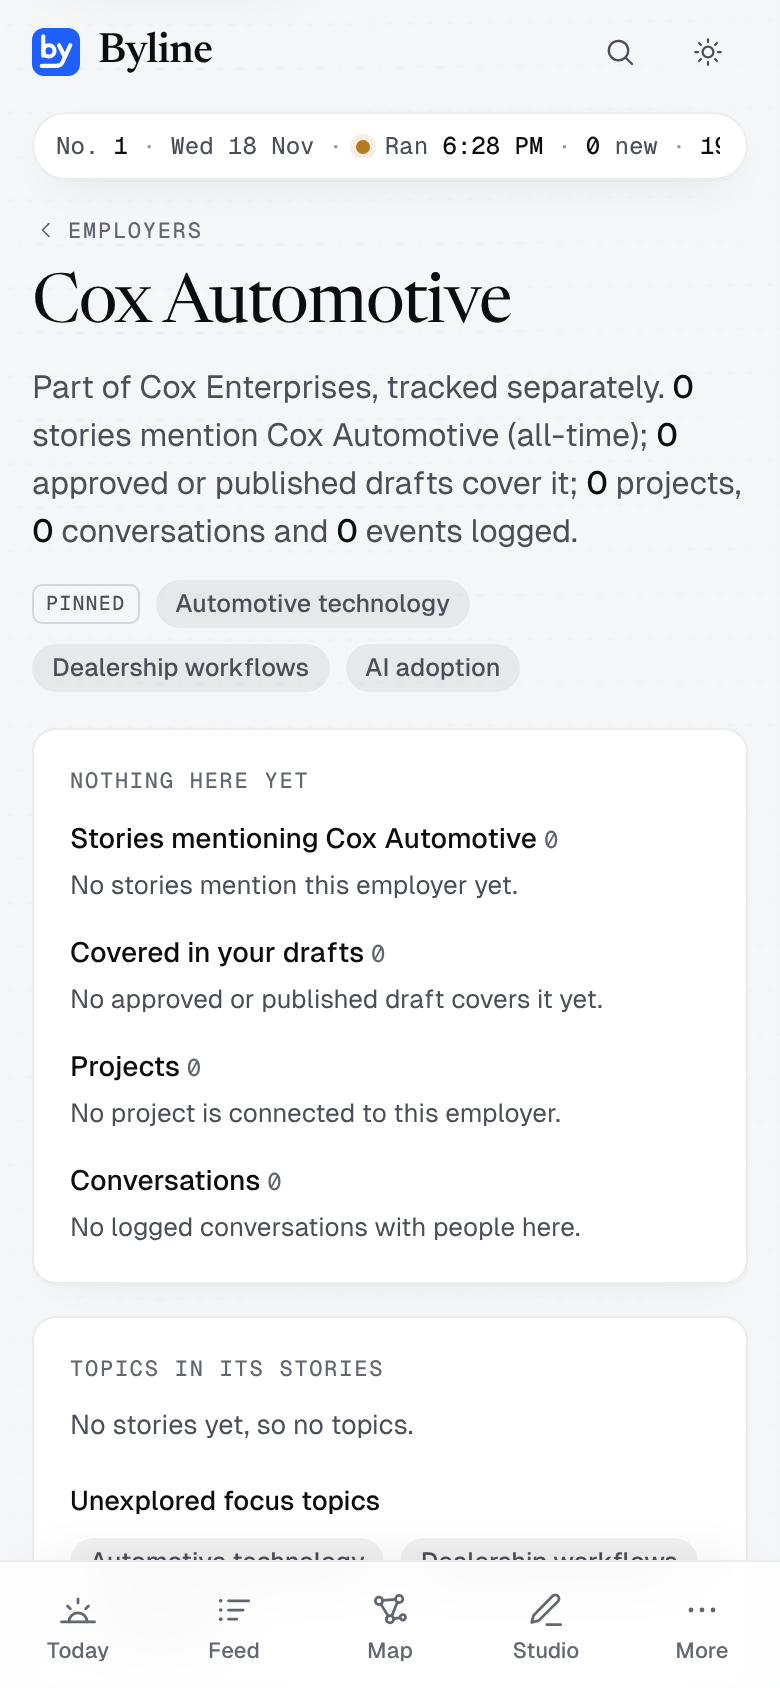 by Byline
No. 1 · Wed 18 Nov · Ran 6:28 PM · 0 new ·
EMPLOYERS
Cox Automotive
Part of Cox Enterprises, tracked separately. 0
stories mention Cox Automotive (all-time); 0
approved or published drafts cover it; 0 projects,
0 conversations and 0 events logged.
PINNED Automotive technology
Dealership workflows AI adoption
NOTHING HERE YET
Stories mentioning Cox Automotive 0
No stories mention this employer yet.
Covered in your drafts 0
No approved or published draft covers it yet.
Projects 0
No project is connected to this employer.
Conversations 0
No logged conversations with people here.
TOPICS IN ITS STORIES
No stories yet, so no topics.
Unexplored focus topics
Automotive technology Dealership workflows
Today Feed Map Studio More